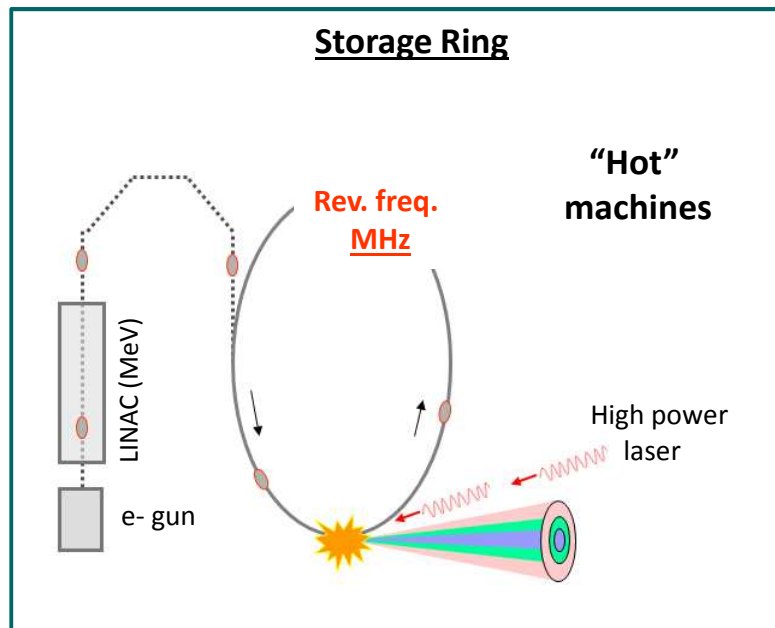 Storage Ring
“Hot”
machines
Rev. freq.
MHz
LINAC (MeV)
High power
laser
e- gun